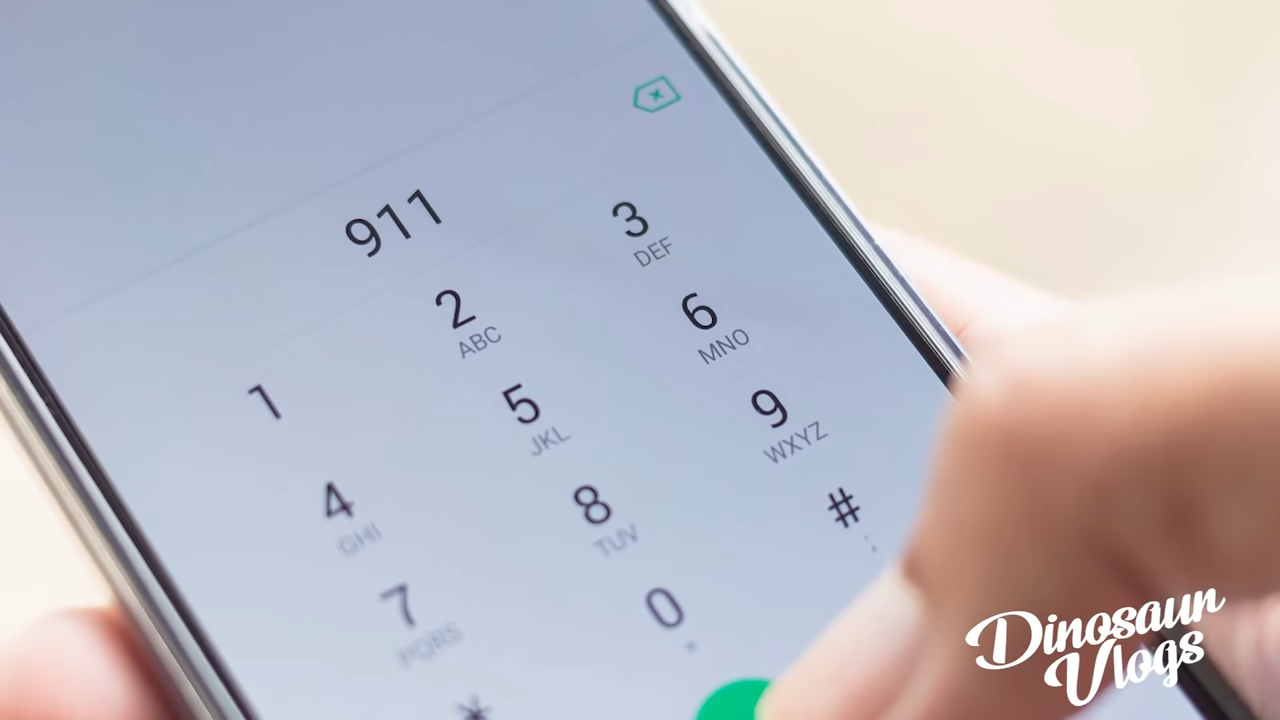 911
1
2
ABC
3
DEF
4
GHI
5
JKL
6
MNO
7
PQRS
8
TUV
9
WXYZ
*
0
#
Dinosaun
Vlogs